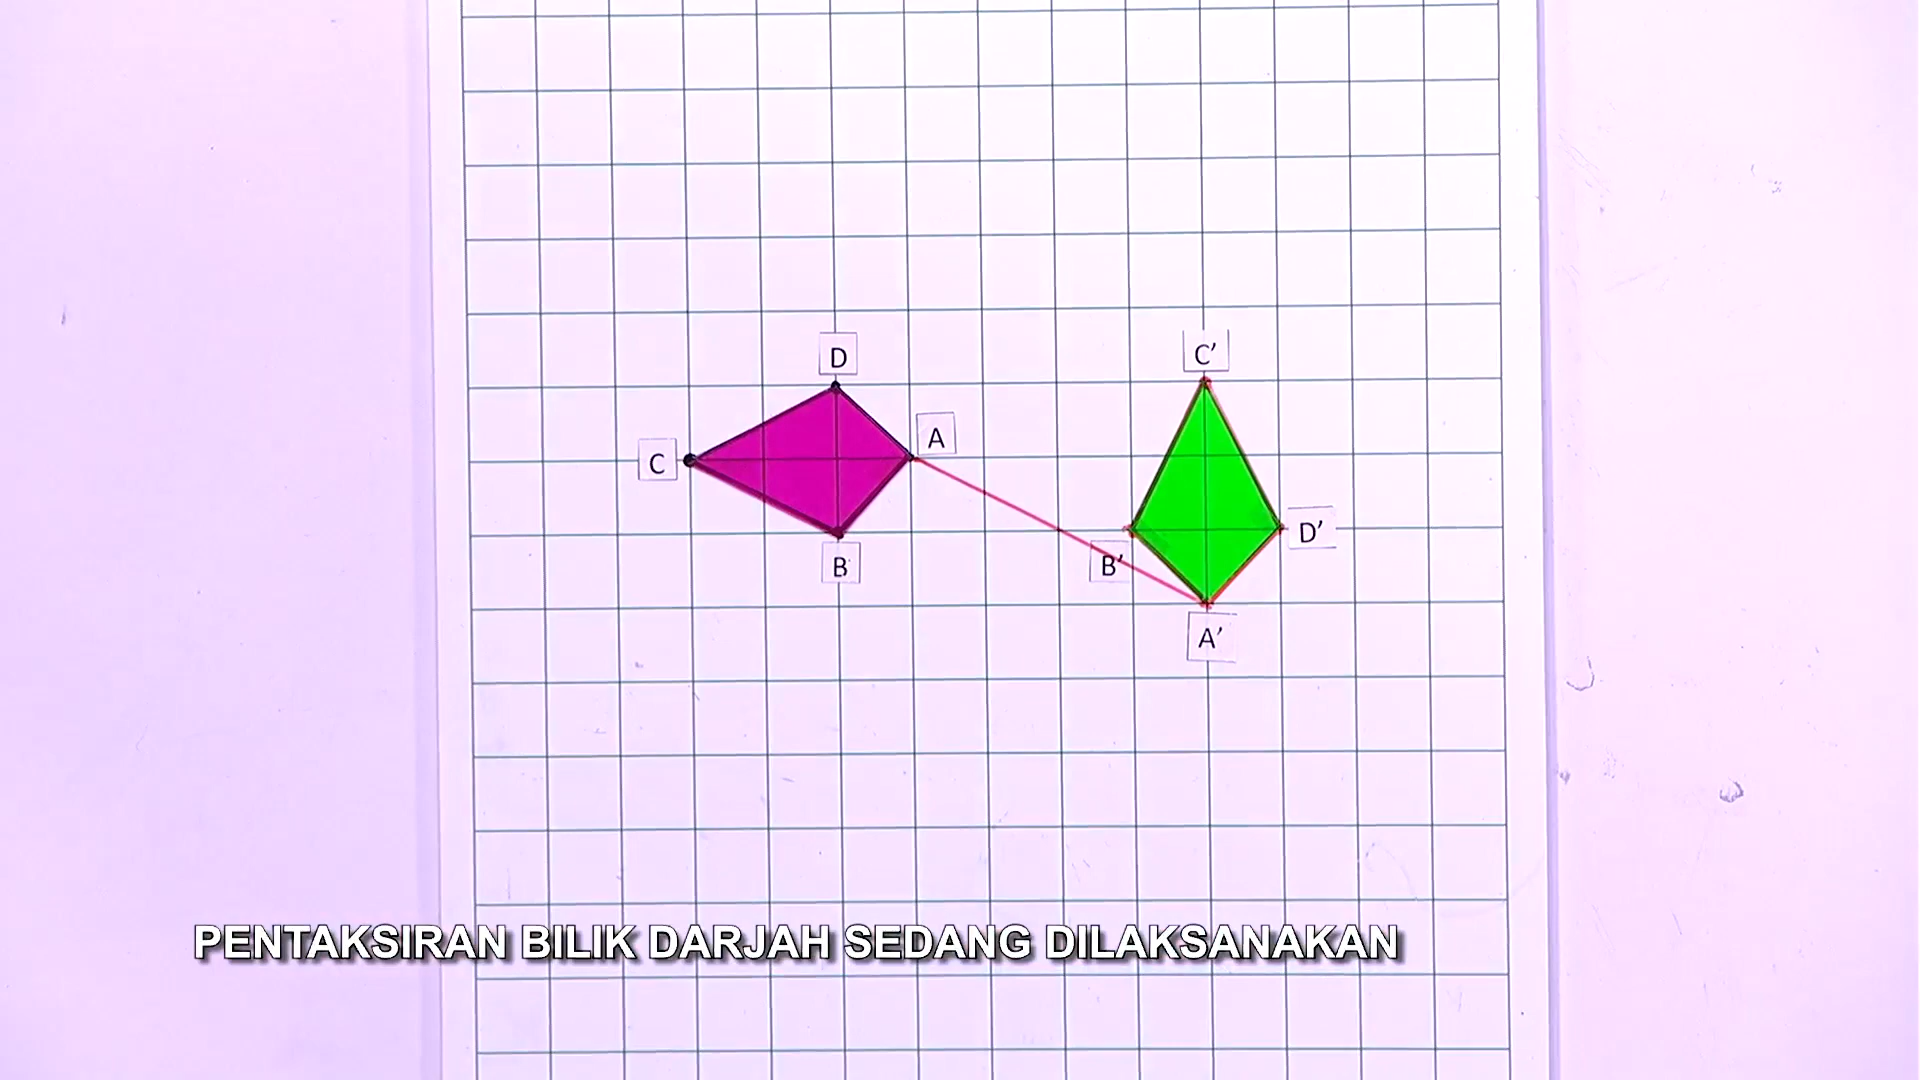 D
C'
A
C
D'
B
B'
A'
PENTAKSIRAN BILIK DARJAH SEDANG DILAKSANAKAN